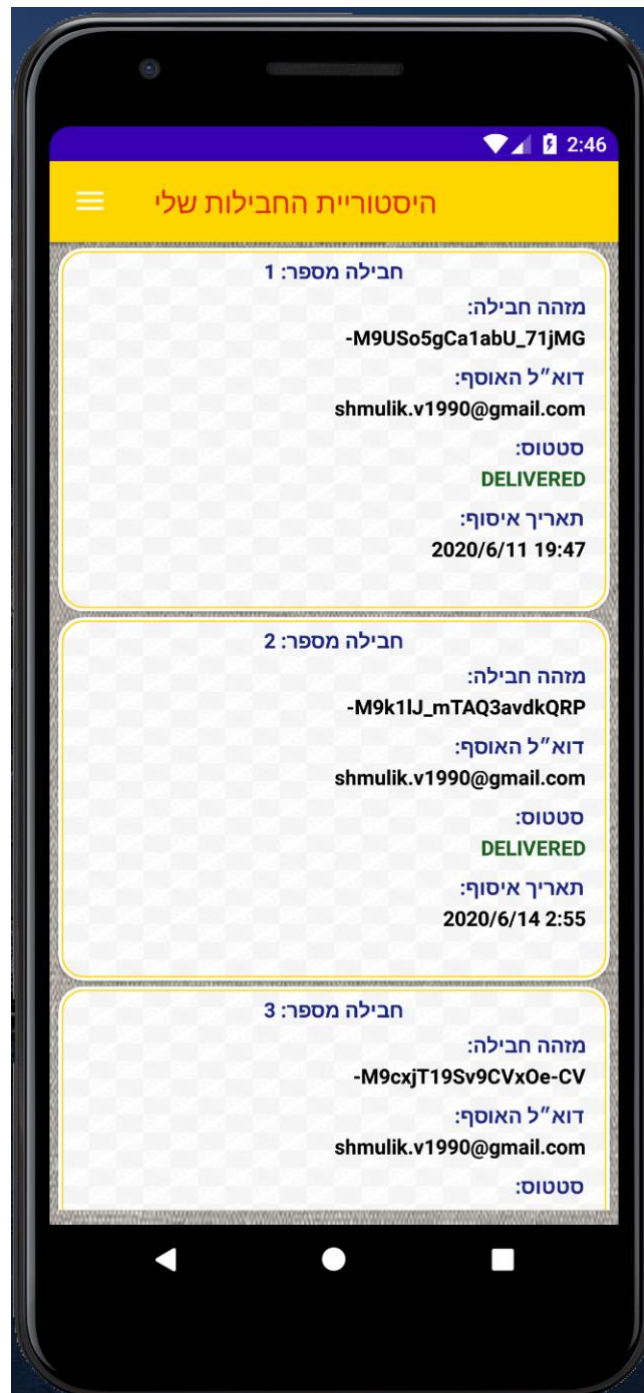 2:46
היסטוריית החבילות שלי
חבילה מספר: 1
מזהה חבילה:
-M9USo5gCa1abU_71jMG
דוא״ל האוסף:
shmulik.v1990@gmail.com
סטטוס:
DELIVERED
תאריך איסוף:
2020/6/11 19:47
חבילה מספר: 2
מזהה חבילה:
-M9k1lJ_mTAQ3avdkQRP
דוא״ל האוסף:
shmulik.v1990@gmail.com
סטטוס:
DELIVERED
תאריך איסוף:
2020/6/14 2:55
חבילה מספר: 3
מזהה חבילה:
-M9cxjT19Sv9CVxOe-CV
דוא״ל האוסף:
shmulik.v1990@gmail.com
סטטוס: